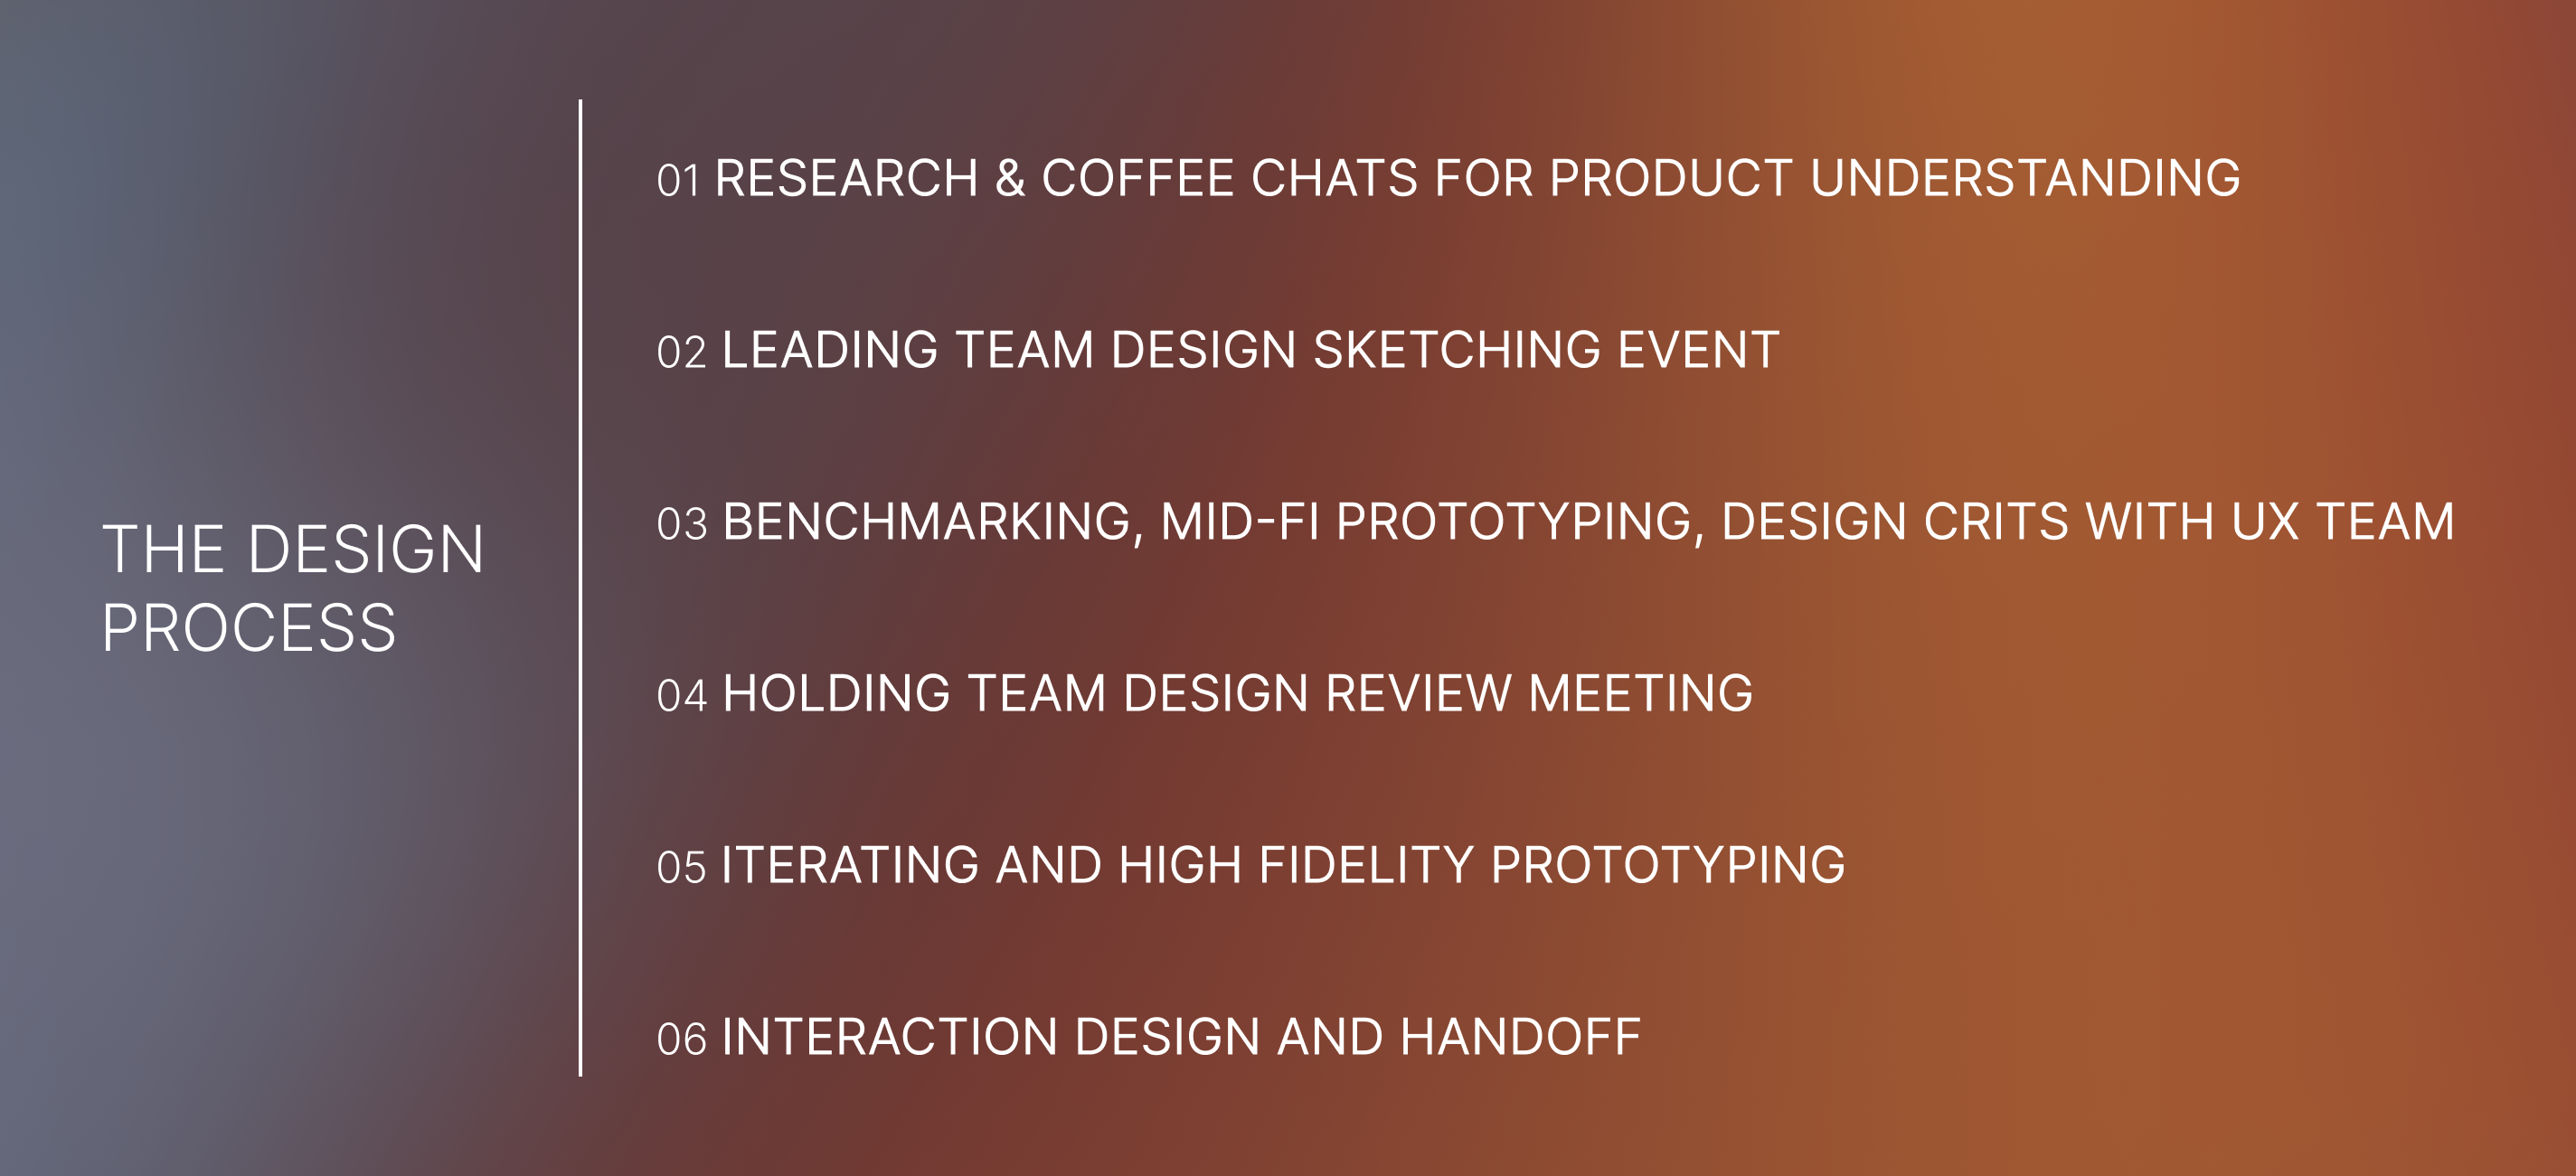 THE DESIGN
PROCESS
01 RESEARCH & COFFEE CHATS FOR PRODUCT UNDERSTANDING
02 LEADING TEAM DESIGN SKETCHING EVENT
03 BENCHMARKING, MID-FI PROTOTYPING, DESIGN CRITS WITH UX TEAM
04 HOLDING TEAM DESIGN REVIEW MEETING
05 ITERATING AND HIGH FIDELITY PROTOTYPING
06 INTERACTION DESIGN AND HANDOFF